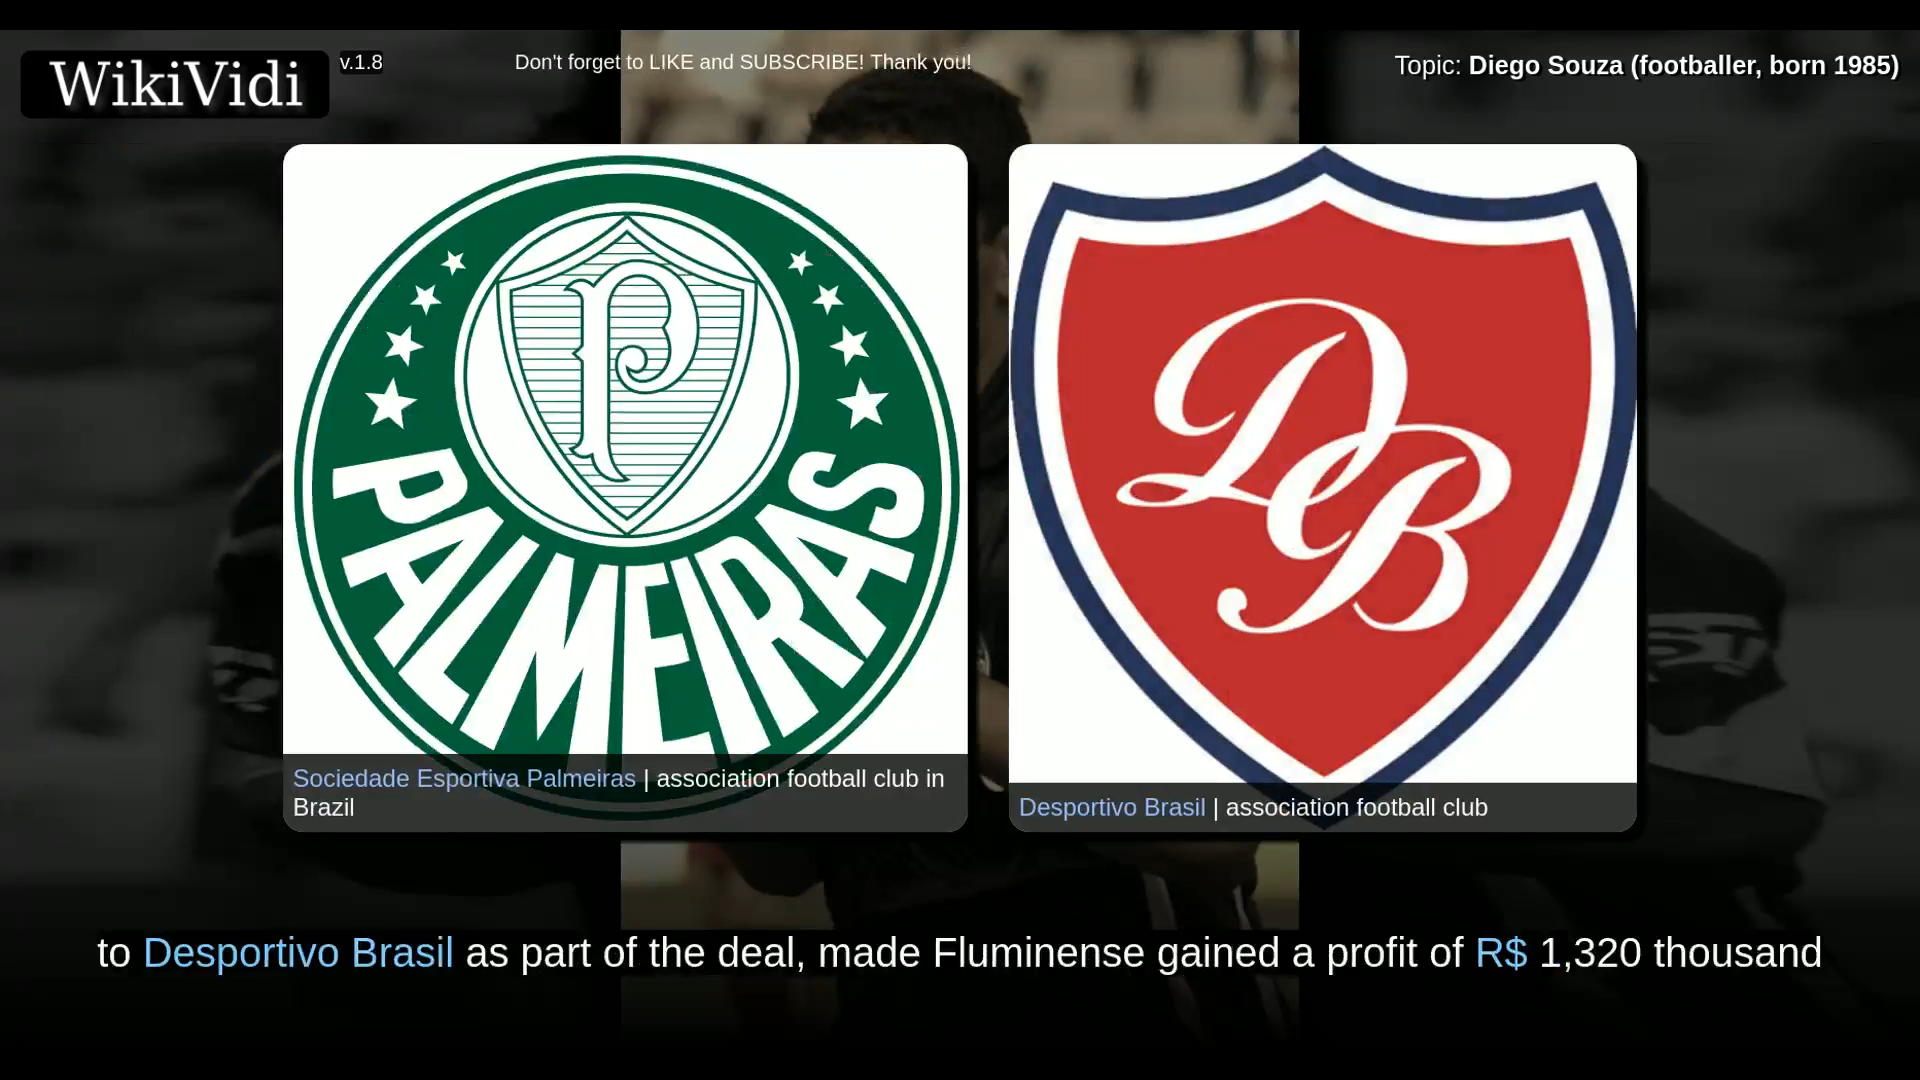 WikiVidi
v.1.8
Don't forget to LIKE and SUBSCRIBE! Thank you!
Topic: Diego Souza (footballer, born 1985)
P
PALMEIRAS
DB
Sociedade Esportiva Palmeiras | association football club in
Brazil
Desportivo Brasil | association football club
to Desportivo Brasil as part of the deal, made Fluminense gained a profit of R$ 1,320 thousand